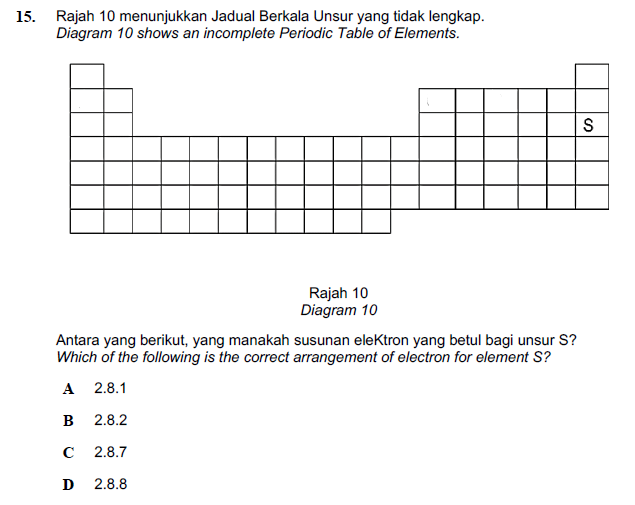 15. Rajah 10 menunjukkan Jadual Berkala Unsur yang tidak lengkap.
Diagram 10 shows an incomplete Periodic Table of Elements.
S
Rajah 10
Diagram 10
Antara yang berikut, yang manakah susunan eleKtron yang betul bagi unsur S?
Which of the following is the correct arrangement of electron for element S?
A 2.8.1
B 2.8.2
C 2.8.7
D 2.8.8